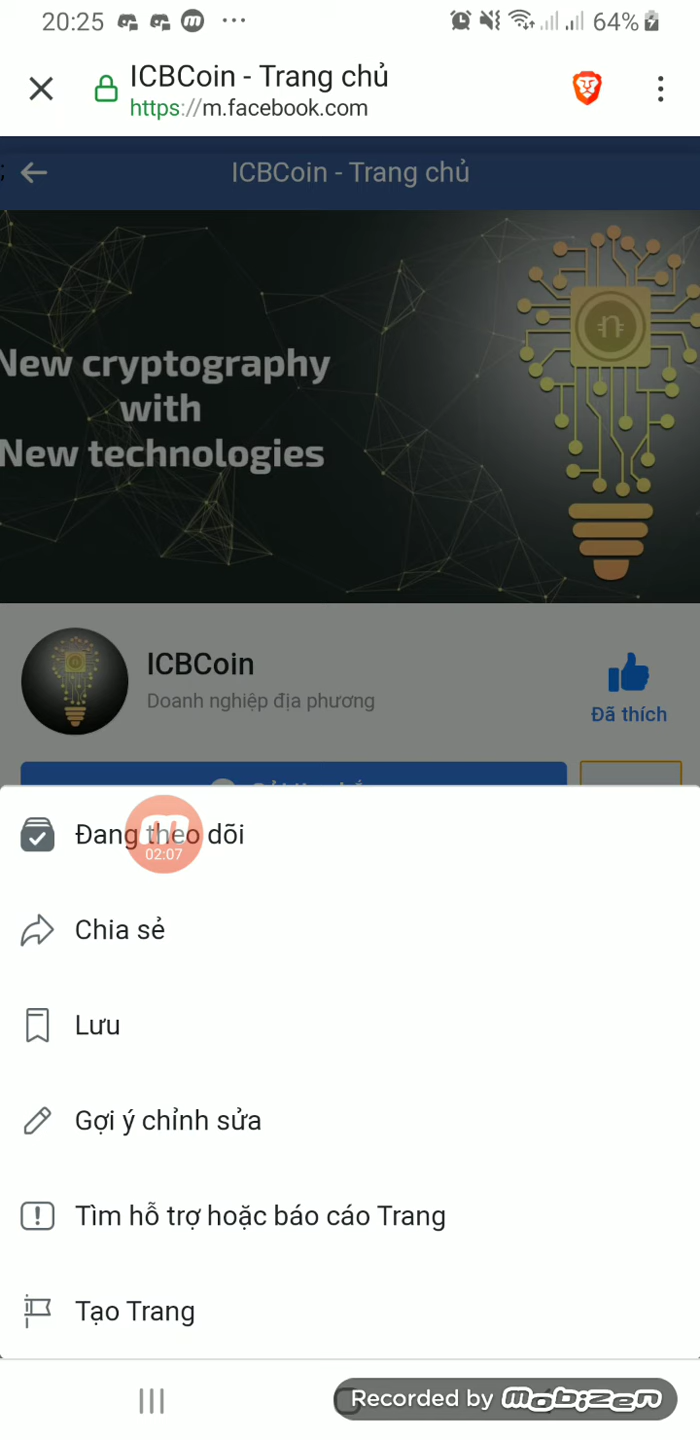 20:25
64%
ICBCoin - Trang chủ
https://m.facebook.com
ICBCoin - Trang chủ
New cryptography
with
New technologies
ICBCoin
Doanh nghiệp địa phương
Đã thích
Đang theo dõi
02:07
Chia sẻ
Lưu
Gợi ý chỉnh sửa
Tìm hỗ trợ hoặc báo cáo Trang
Tạo Trang
Recorded by mobizen